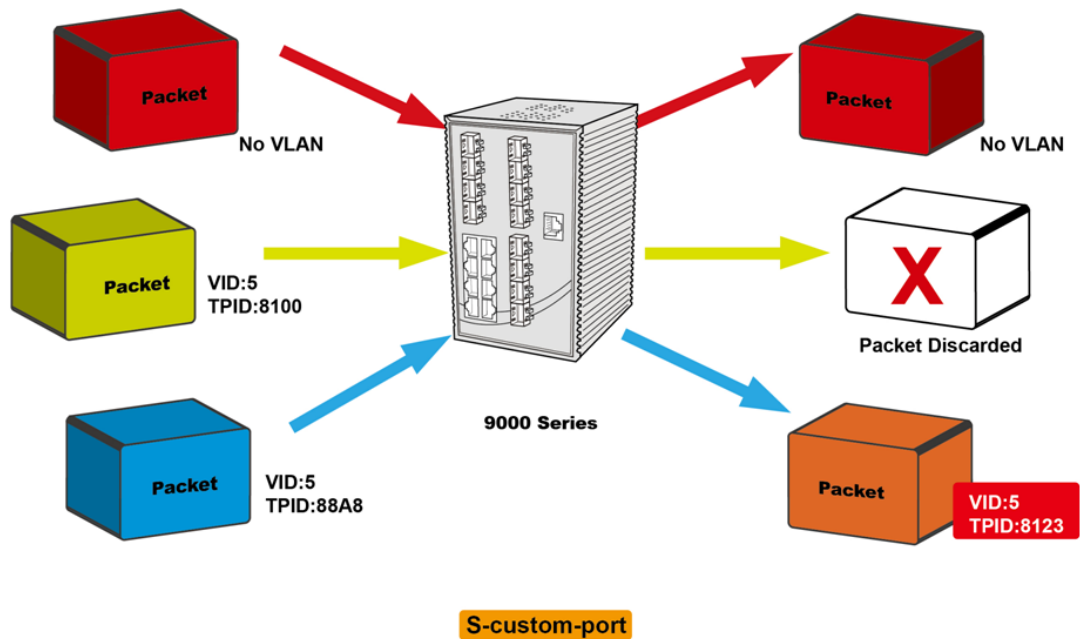 Packet
No VLAN
Packet
No VLAN
Packet
VID:5
TPID:8100
X
Packet Discarded
9000 Series
Packet
VID:5
TPID:88A8
Packet
VID:5
TPID:8123
S-custom-port